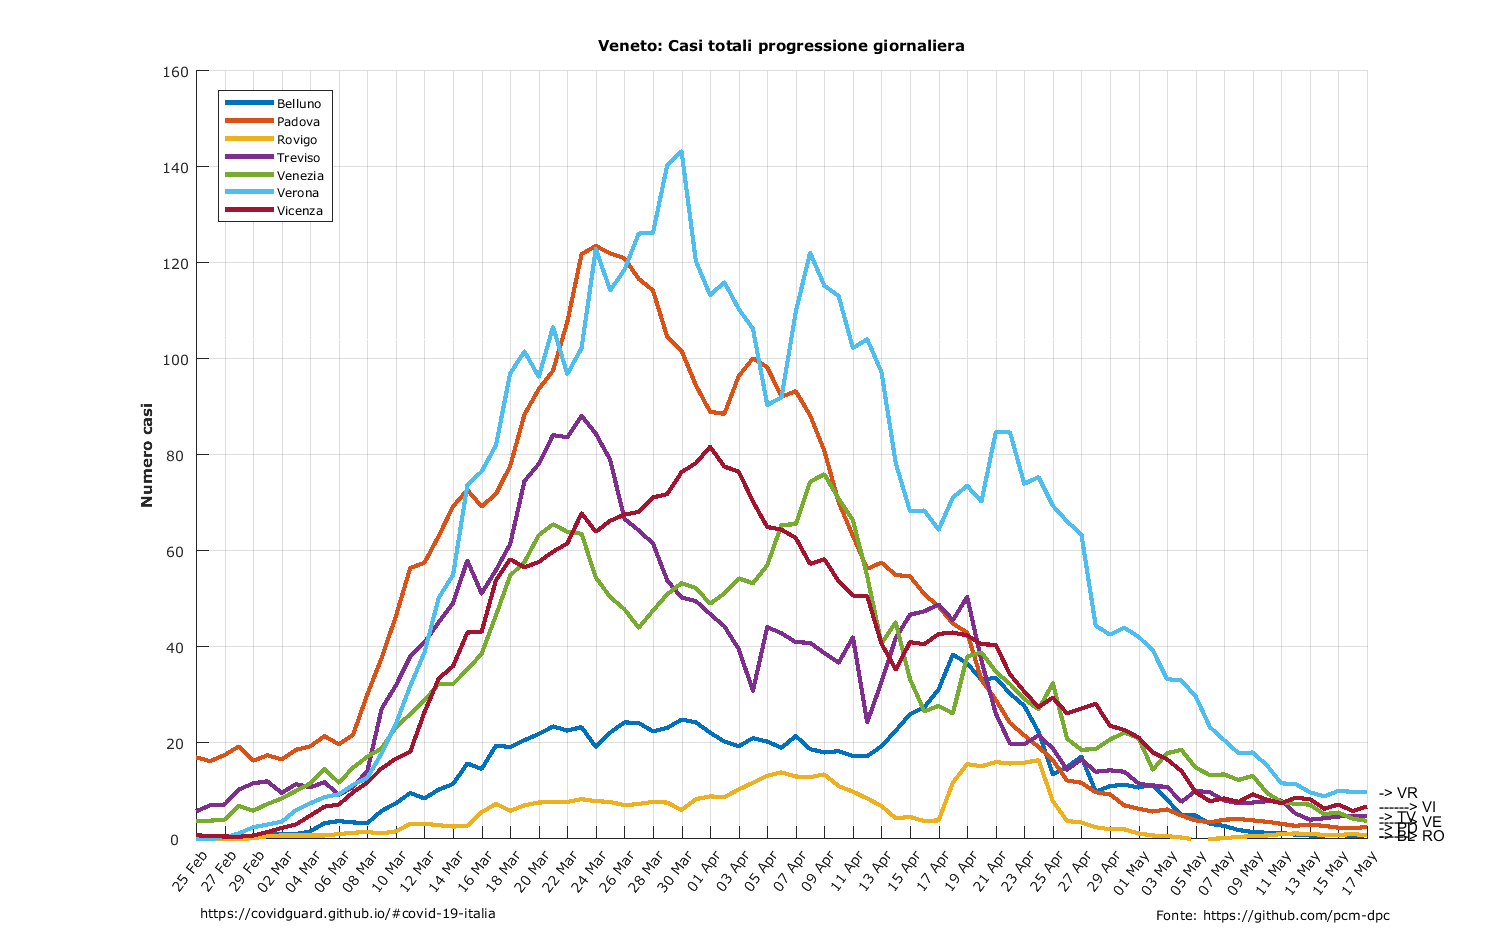 Veneto: Casi totali progressione giornaliera
160
140
120
100
80
60
40
20
0
Numero casi
Belluno
Padova
Rovigo
Treviso
Venezia
Verona
Vicenza
-> VR
------> VI
-> TV
------> VE
-> PD
-> BL
RO
25 Feb
27 Feb
29 Feb
02 Mar
04 Mar
06 Mar
08 Mar
10 Mar
12 Mar
14 Mar
16 Mar
18 Mar
20 Mar
22 Mar
24 Mar
26 Mar
28 Mar
30 Mar
01 Apr
03 Apr
05 Apr
07 Apr
09 Apr
11 Apr
13 Apr
15 Apr
17 Apr
19 Apr
21 Apr
23 Apr
25 Apr
27 Apr
29 Apr
01 May
03 May
05 May
07 May
09 May
11 May
13 May
15 May
17 May
https://covidguard.github.io/#covid-19-italia
Fonte: https://github.com/pcm-dpc